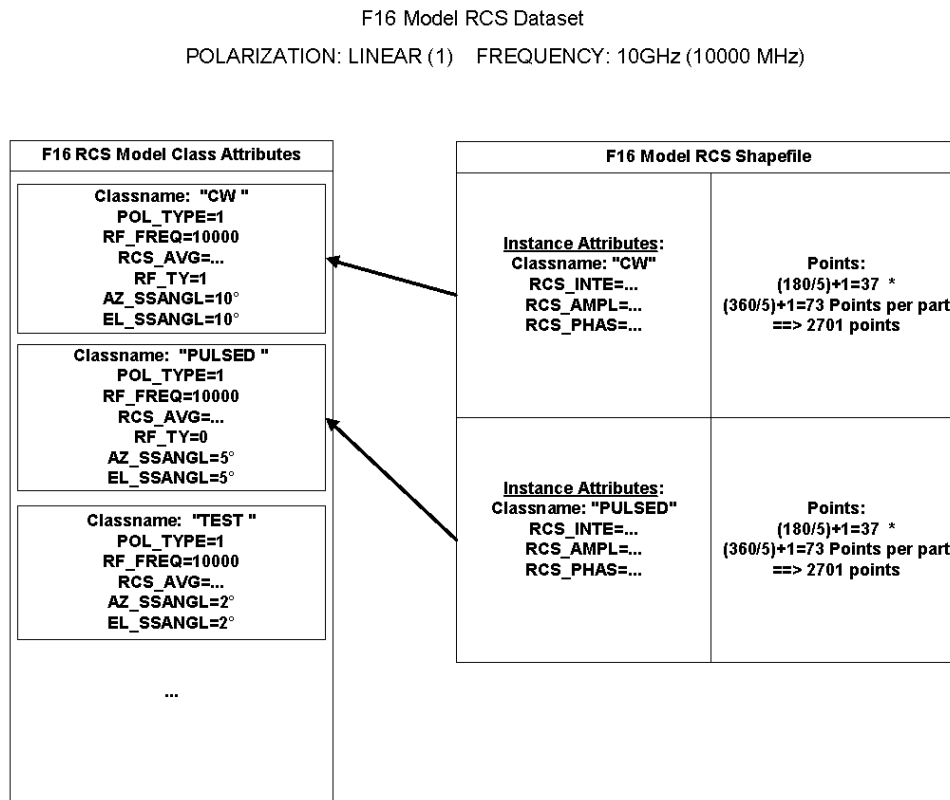 F16 Model RCS Dataset
POLARIZATION: LINEAR (1) FREQUENCY: 10GHz (10000 MHz)
F16 RCS Model Class Attributes
Classname: "CW "
POL_TYPE=1
RF_FREQ=10000
RCS_AVG=...
RF_TY=1
AZ_SSANGL=10°
EL_SSANGL=10°
Classname: "PULSED "
POL_TYPE=1
RF_FREQ=10000
RCS_AVG=...
RF_TY=0
AZ_SSANGL=5°
EL_SSANGL=5°
Classname: "TEST "
POL_TYPE=1
RF_FREQ=10000
RCS_AVG=...
AZ_SSANGL=2°
EL_SSANGL=2°
...
F16 Model RCS Shapefile
Instance Attributes:
Classname: "CW"
RCS_INTE=...
RCS_AMPL=...
RCS_PHAS=...
Points:
(180/5)+1=37 *
(360/5)+1=73 Points per part
==> 2701 points
Instance Attributes:
Classname: "PULSED"
RCS_INTE=...
RCS_AMPL=...
RCS_PHAS=...
Points:
(180/5)+1=37 *
(360/5)+1=73 Points per part
==> 2701 points